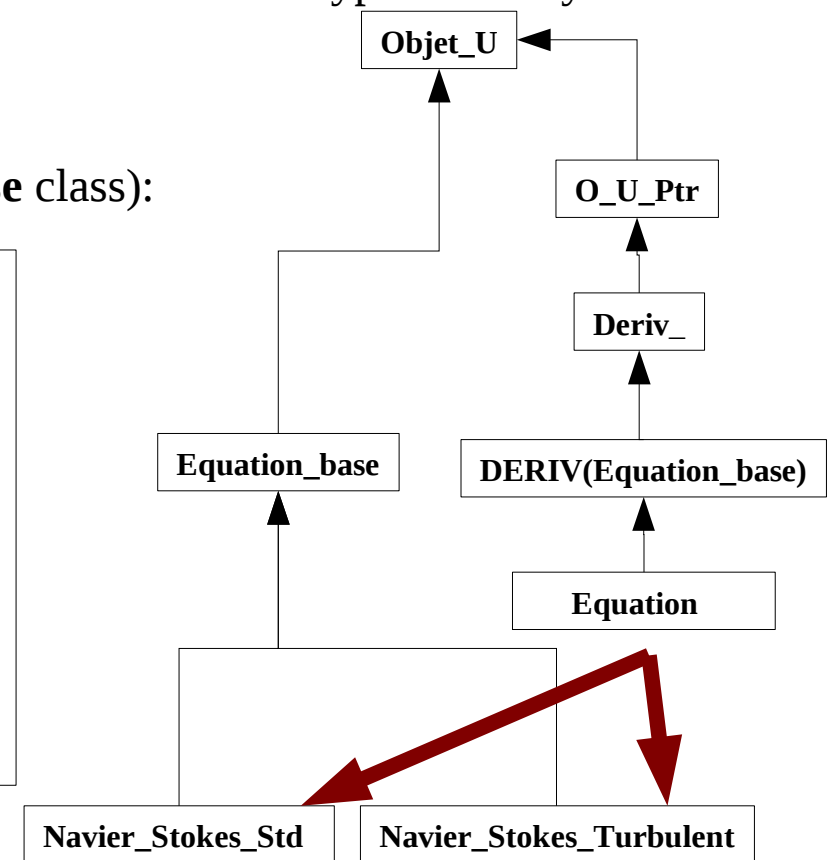 Objet_U
O_U_Ptr
e class):
Deriv_
Equation_base
DERIV(Equation_base)
Equation
Navier_Stokes_Std
Navier_Stokes_Turbulent